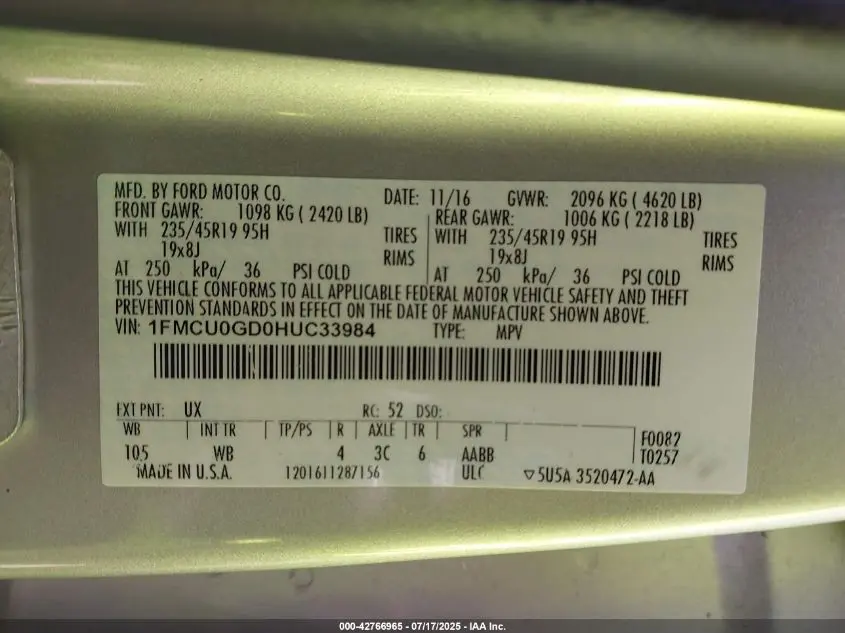 MFD. BY FORD MOTOR CO. DATE: 11/16 GVWR: 2096 KG ( 4620 LB)
FRONT GAWR: 1098 KG ( 2420 LB) REAR GAWR: 1006 KG ( 2218 LB)
WITH 235/45R19 95H TIRES WITH 235/45R19 95H TIRES
19x8J RIMS 19x8J RIMS
AT 250 kPa/ 36 PSI COLD AT 250 kPa/ 36 PSI COLD
THIS VEHICLE CONFORMS TO ALL APPLICABLE FEDERAL MOTOR VEHICLE SAFETY AND THEFT
PREVENTION STANDARDS IN EFFECT ON THE DATE OF MANUFACTURE SHOWN ABOVE.
VIN: 1FMCU0GD0HUC33984 TYPE: MPV
EXT PNT: UX RC: 52 DSO:
WB INT TR TP/PS R AXLE TR SPR F0082
105 WB 4 3C 6 AABB T0257
MADE IN U.S.A. 1201611287156 ULC ▽5U5A 3520472-AA
000-42766965 - 07/17/2025 - IAA Inc.